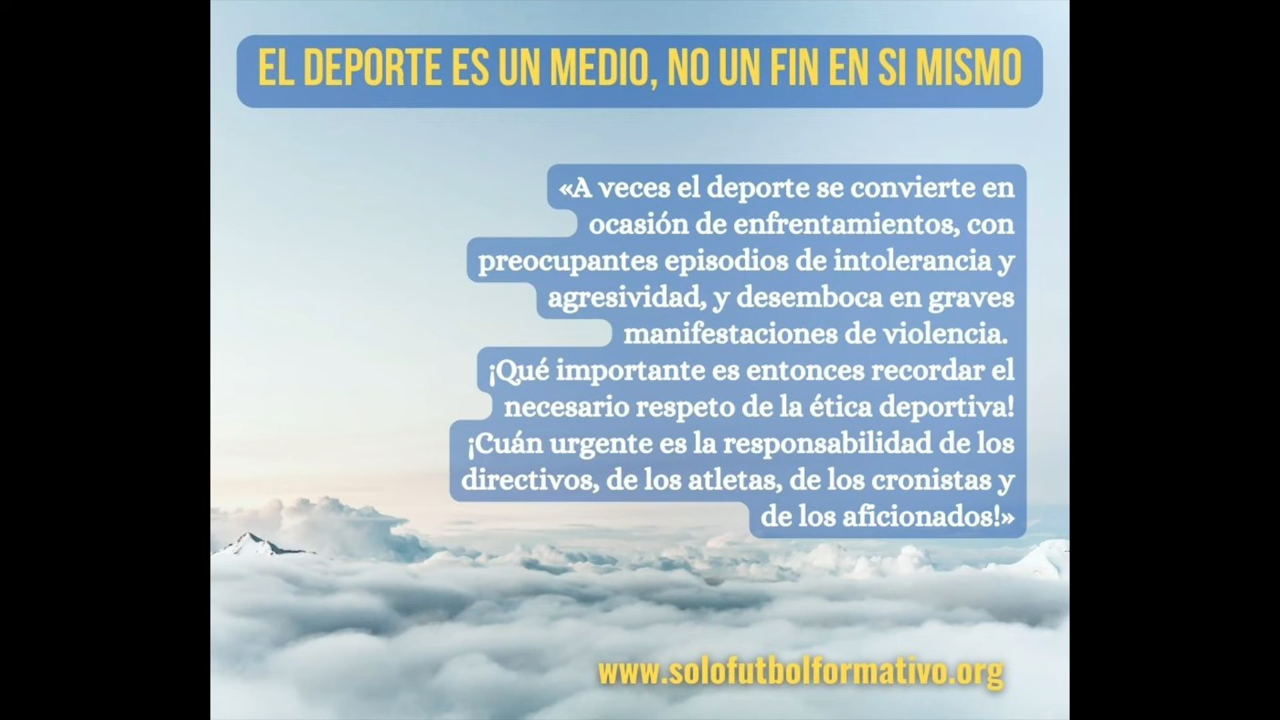 EL DEPORTE ES UN MEDIO, NO UN FIN EN SI MISMO
«A veces el deporte se convierte en
ocasión de enfrentamientos, con
preocupantes episodios de intolerancia y
agresividad, y desemboca en graves
manifestaciones de violencia.
¡Qué importante es entonces recordar el
necesario respeto de la ética deportiva!
¡Cuán urgente es la responsabilidad de los
directivos, de los atletas, de los cronistas y
de los aficionados!»
www.solofutbolformativo.org